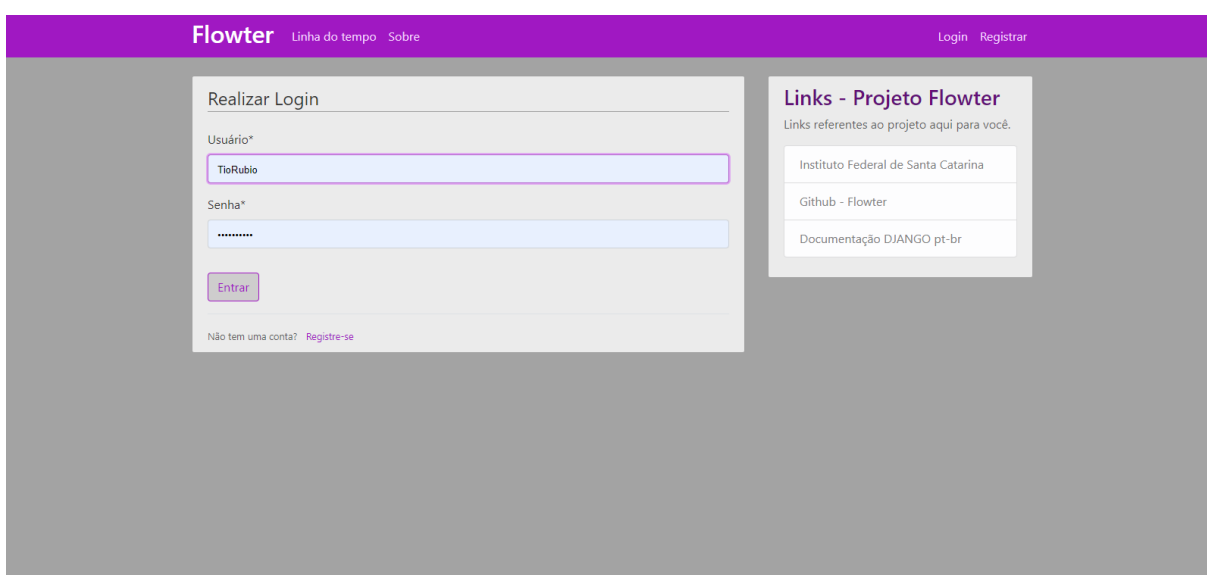 Flowter Linha do tempo Sobre Login Registrar
Realizar Login
Usuário*
TioRubio
Senha*
••••••••••
Entrar
Não tem uma conta? Registre-se
Links - Projeto Flowter
Links referentes ao projeto aqui para você.
Instituto Federal de Santa Catarina
Github - Flowter
Documentação DJANGO pt-br